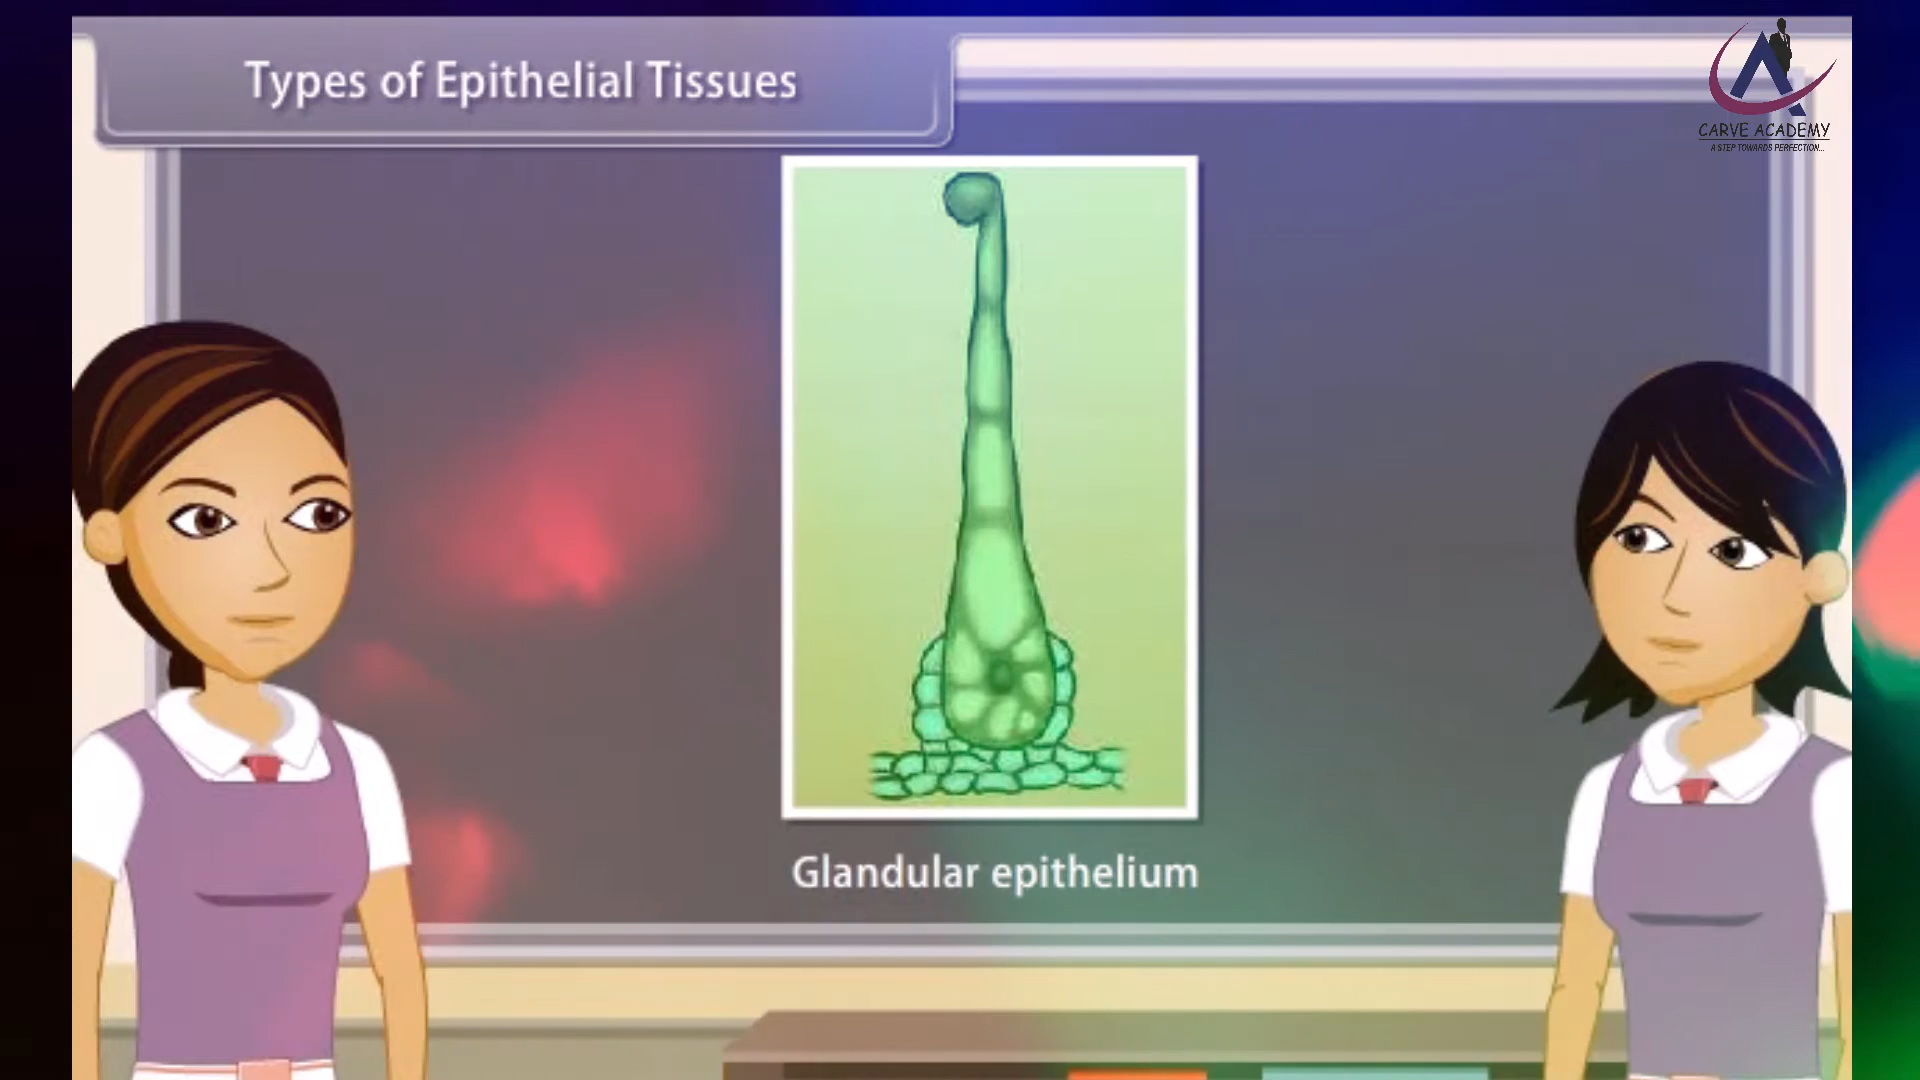 Types of Epithelial Tissues
CARVE ACADEMY
A STEP TOWARDS PERFECTION...
Glandular epithelium